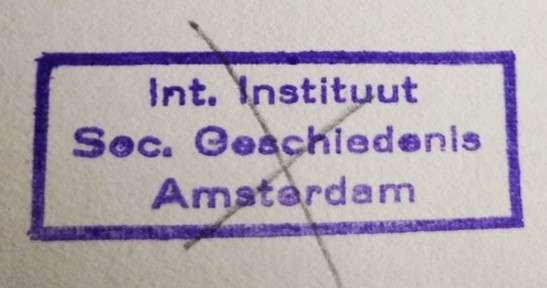 Int. Instituut
Soc. Geschiedenis
Amsterdam